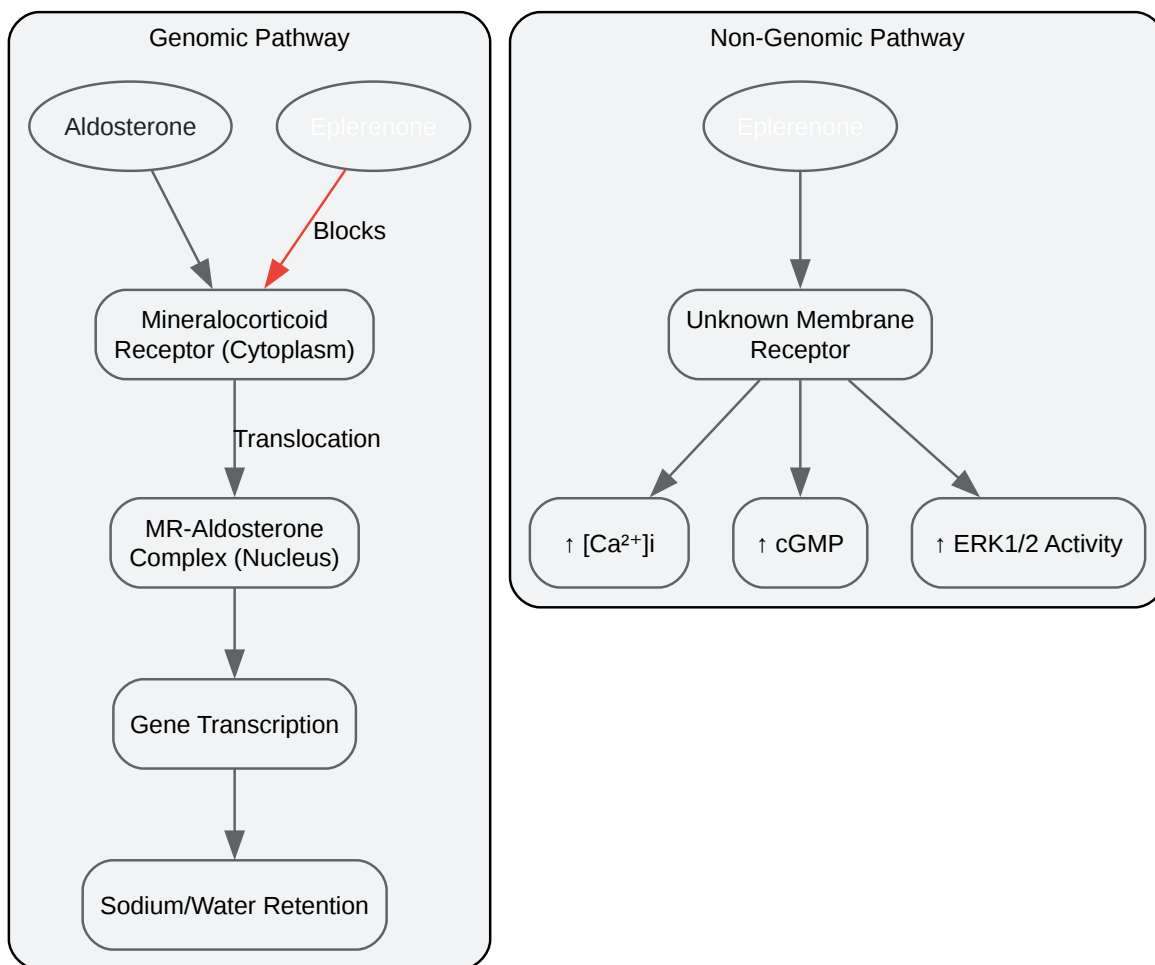 Genomic Pathway
Aldosterone
Eplerenone
Blocks
Mineralocorticoid
Receptor (Cytoplasm)
Translocation
MR-Aldosterone
Complex (Nucleus)
Gene Transcription
Sodium/Water Retention
Non-Genomic Pathway
Eplerenone
Unknown Membrane
Receptor
↑ [Ca²⁺]i
↑ cGMP
↑ ERK1/2 Activity